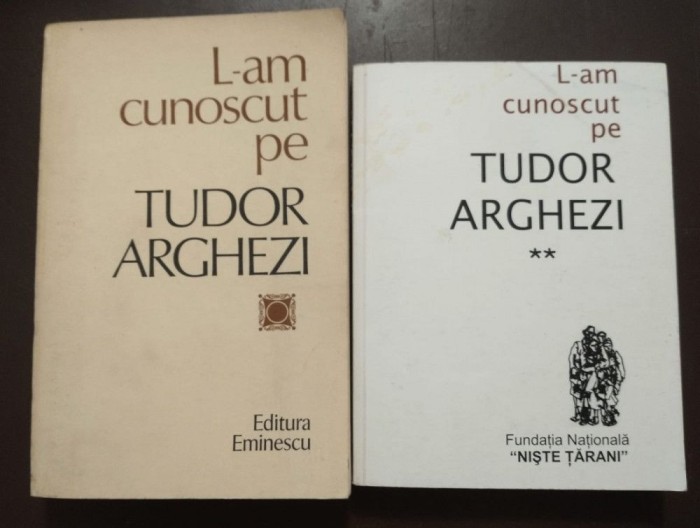 L-am
cunoscut
pe
TUDOR
ARGHEZI
Editura
Eminescu
L-am
cunoscut
pe
TUDOR
ARGHEZI
**
Fundația Națională
“NIȘTE ȚĂRANI”